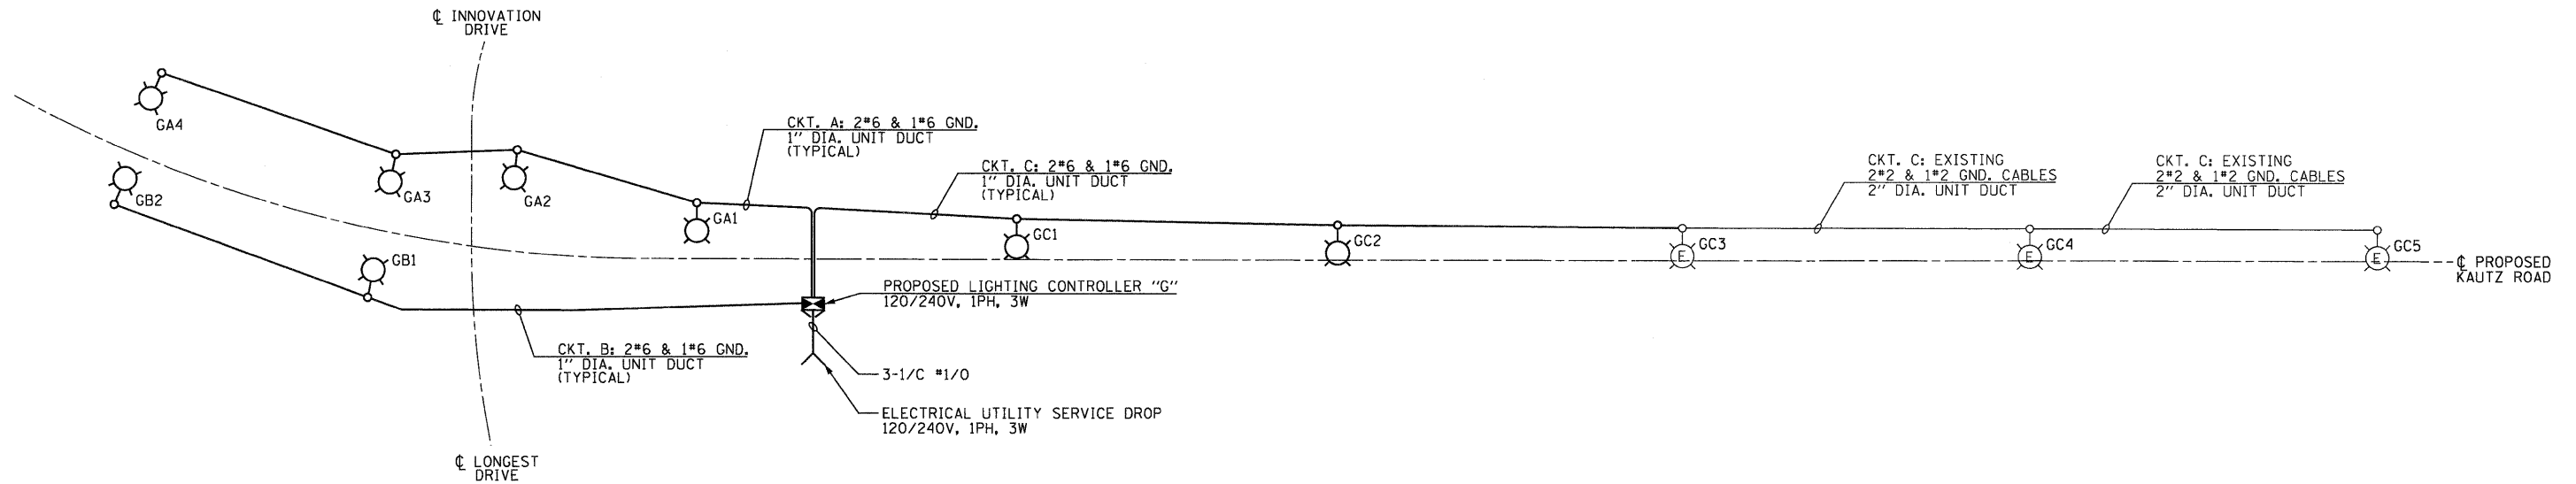 ℄ INNOVATION
DRIVE
GA4
GB2
GA3
GA2
GA1
GB1
CKT. A: 2#6 & 1#6 GND.
1" DIA. UNIT DUCT
(TYPICAL)
CKT. C: 2#6 & 1#6 GND.
1" DIA. UNIT DUCT
(TYPICAL)
CKT. C: EXISTING
2#2 & 1#2 GND. CABLES
2" DIA. UNIT DUCT
CKT. C: EXISTING
2#2 & 1#2 GND. CABLES
2" DIA. UNIT DUCT
GC1
GC2
GC3
E
GC4
E
GC5
E
℄ PROPOSED
KAUTZ ROAD
PROPOSED LIGHTING CONTROLLER "G"
120/240V, 1PH, 3W
CKT. B: 2#6 & 1#6 GND.
1" DIA. UNIT DUCT
(TYPICAL)
3-1/C #1/0
ELECTRICAL UTILITY SERVICE DROP
120/240V, 1PH, 3W
℄ LONGEST
DRIVE